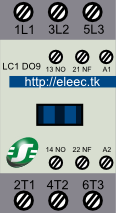 1L1 3L2 5L3
LC1 DO9 13 NO 21 NF A1
http://eleec.tk
14 NO 22 NF A2
2T1 4T2 6T3